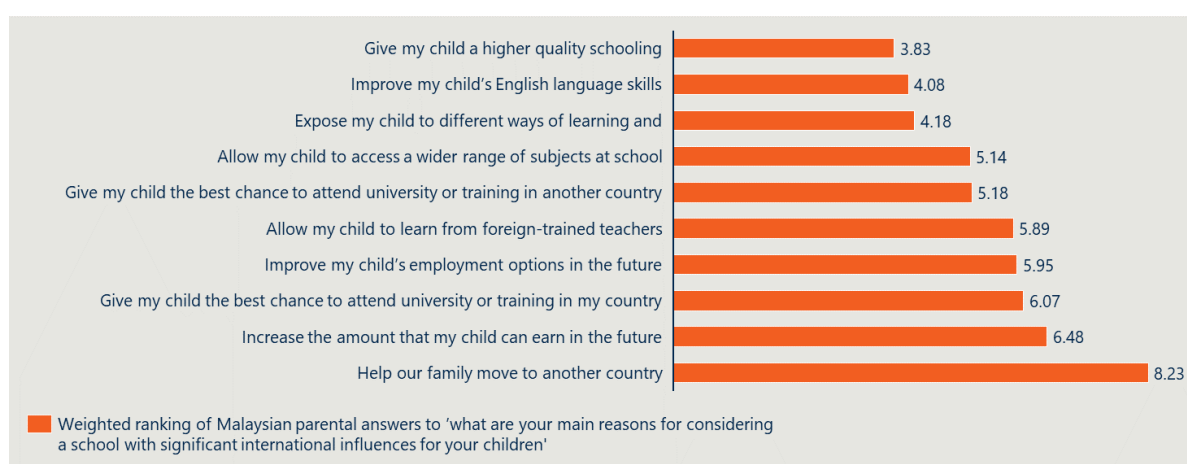 Give my child a higher quality schooling 3.83
Improve my child’s English language skills 4.08
Expose my child to different ways of learning and 4.18
Allow my child to access a wider range of subjects at school 5.14
Give my child the best chance to attend university or training in another country 5.18
Allow my child to learn from foreign-trained teachers 5.89
Improve my child’s employment options in the future 5.95
Give my child the best chance to attend university or training in my country 6.07
Increase the amount that my child can earn in the future 6.48
Help our family move to another country 8.23
Weighted ranking of Malaysian parental answers to ‘what are your main reasons for considering
a school with significant international influences for your children'